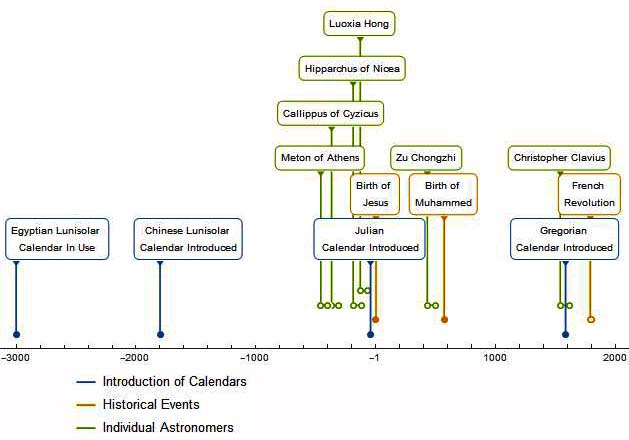 Luoxia Hong
Hipparchus of Nicea
Callippus of Cyzicus
Meton of Athens
Zu Chongzhi
Christopher Clavius
Birth of
Jesus
Birth of
Muhammed
French
Revolution
Egyptian Lunisolar
Calendar In Use
Chinese Lunisolar
Calendar Introduced
Julian
Calendar Introduced
Gregorian
Calendar Introduced
−3000 −2000 −1000 −1 1000 2000
Introduction of Calendars
Historical Events
Individual Astronomers